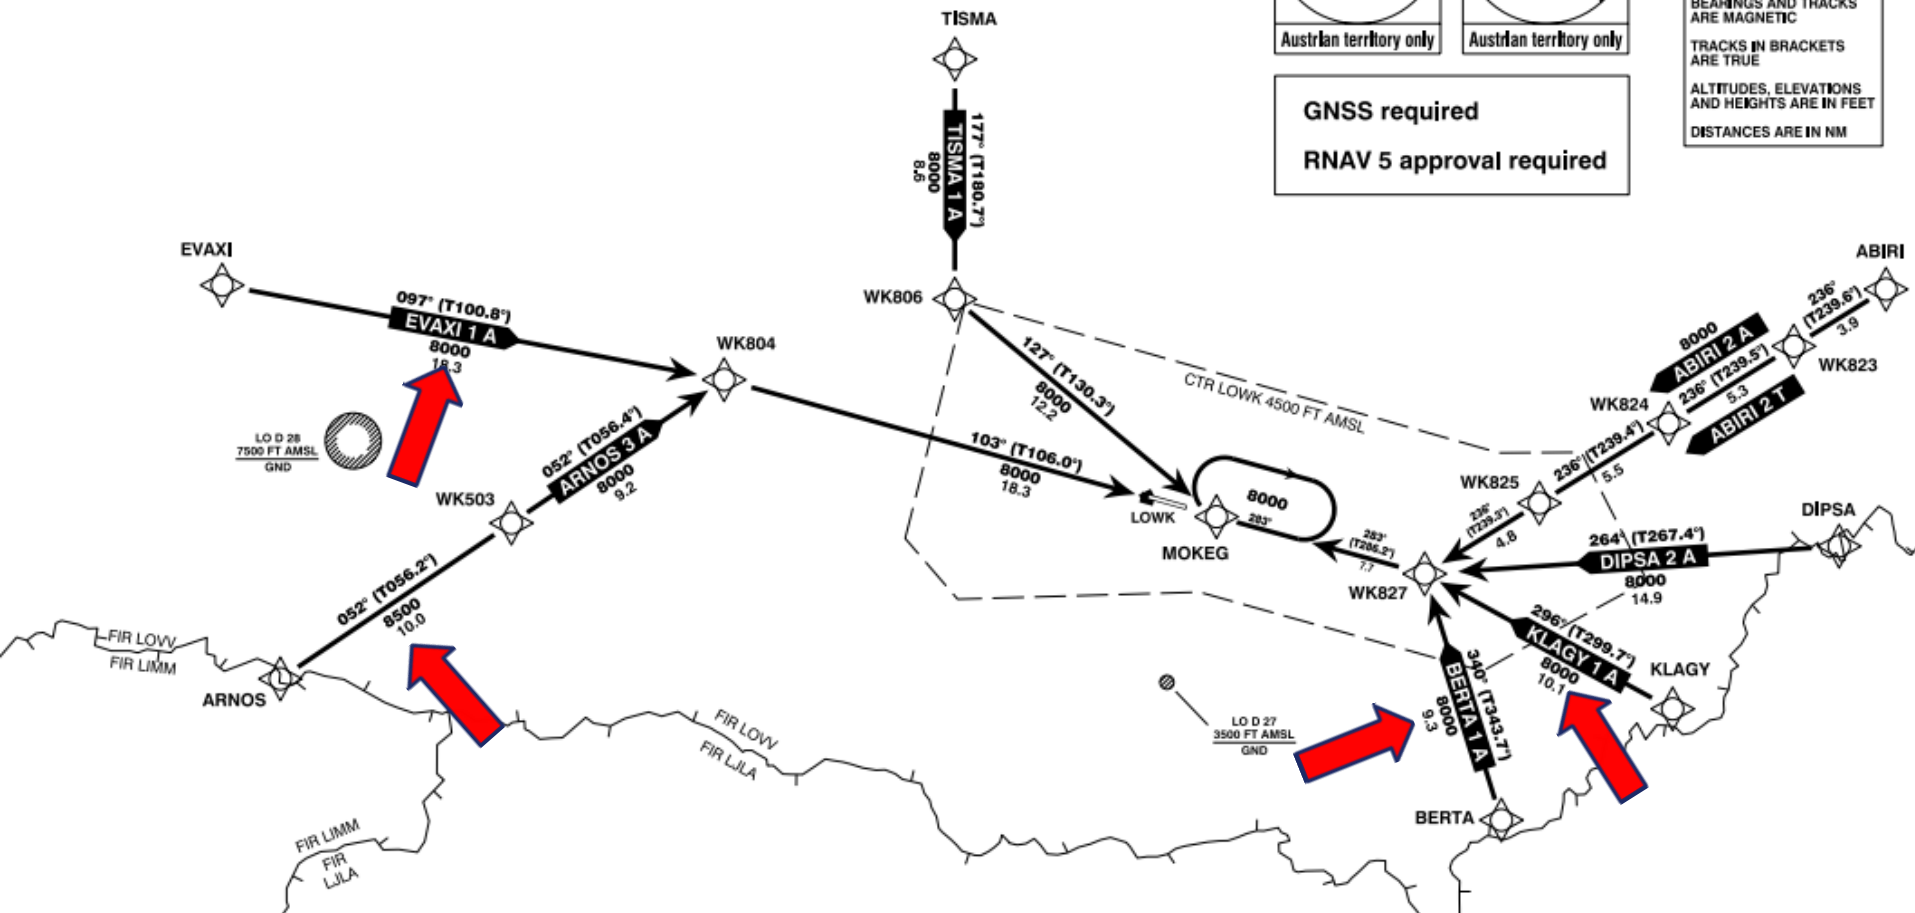 TISMA
BEARINGS AND TRACKS
ARE MAGNETIC
TRACKS IN BRACKETS
ARE TRUE
ALTITUDES, ELEVATIONS
AND HEIGHTS ARE IN FEET
DISTANCES ARE IN NM
Austrian territory only
Austrian territory only
GNSS required
RNAV 5 approval required
177° (T180.7°)
TISMA 1 A
8000
8.6
EVAXI
097° (T100.8°)
EVAXI 1 A
8000
18.3
WK806
WK804
127° (T130.3°)
8000
12.2
CTR LOWK 4500 FT AMSL
ABIRI
236°
(T239.6°)
3.9
WK823
8000
ABIRI 2 A
236° (T239.5°)
5.3
ABIRI 2 T
WK824
236° (T239.4°)
5.5
WK825
236°
(T239.3°)
4.8
LO D 28
7500 FT AMSL
GND
052° (T056.4°)
ARNOS 3 A
8000
9.2
WK503
103° (T106.0°)
8000
18.3
LOWK
8000
283°
MOKEG
283°
(T286.2°)
7.7
WK827
DIPSA
264° (T267.4°)
DIPSA 2 A
8000
14.9
052° (T056.2°)
8500
10.0
FIR LOVV
FIR LIMM
ARNOS
296° (T299.7°)
KLAGY 1 A
8000
10.1
KLAGY
340° (T343.7°)
BERTA 1 A
8000
9.3
BERTA
LO D 27
3500 FT AMSL
GND
FIR LOVV
FIR LJLA
FIR LIMM
FIR
LJLA